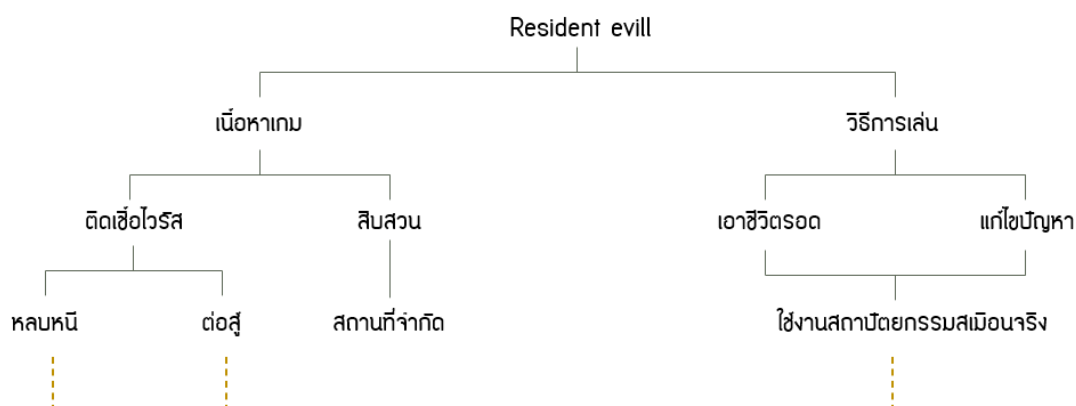 Resident evill
เนื้อหาเกม
วิธีการเล่น
ติดเชื้อไวรัส
สืบสวน
เอาชีวิตรอด
แก้ไขปัญหา
หลบหนี
ต่อสู้
สถานที่จำกัด
ใช้งานสถาปัตยกรรมสเมือนจริง